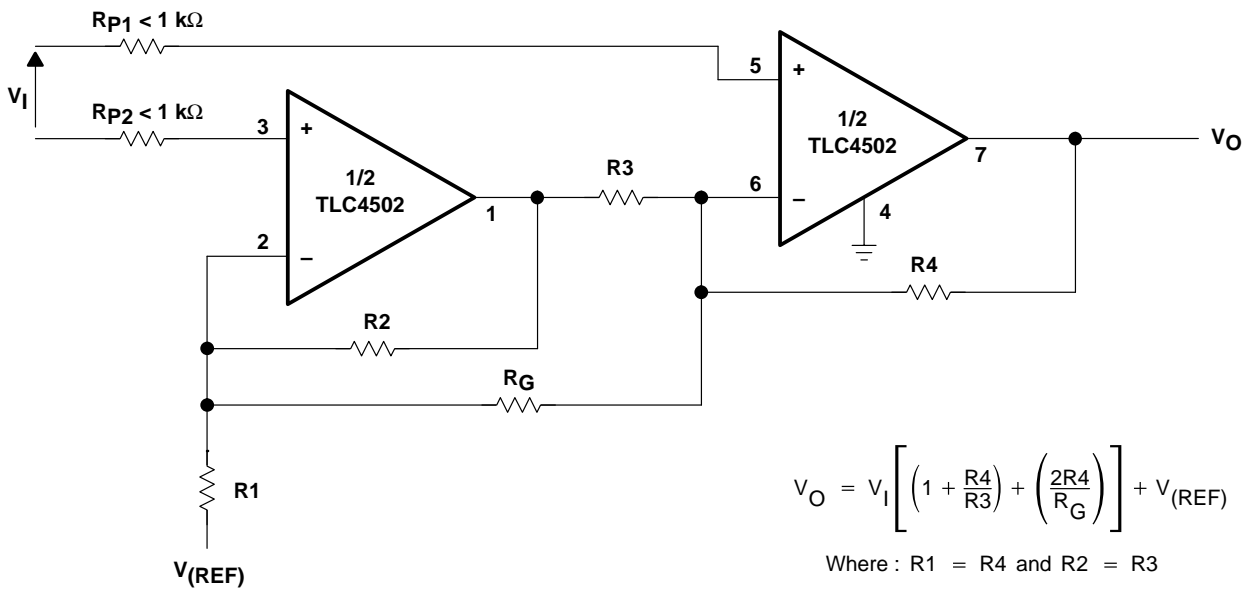 RP1 < 1 kΩ
VI
RP2 < 1 kΩ
3
+
1/2
TLC4502
1
2
–
5
+
1/2
TLC4502
7
VO
6
–
4
R3
R4
R2
RG
R1
V(REF)
VO = VI[(1 + R4/R3) + (2R4/RG)] + V(REF)
Where : R1 = R4 and R2 = R3